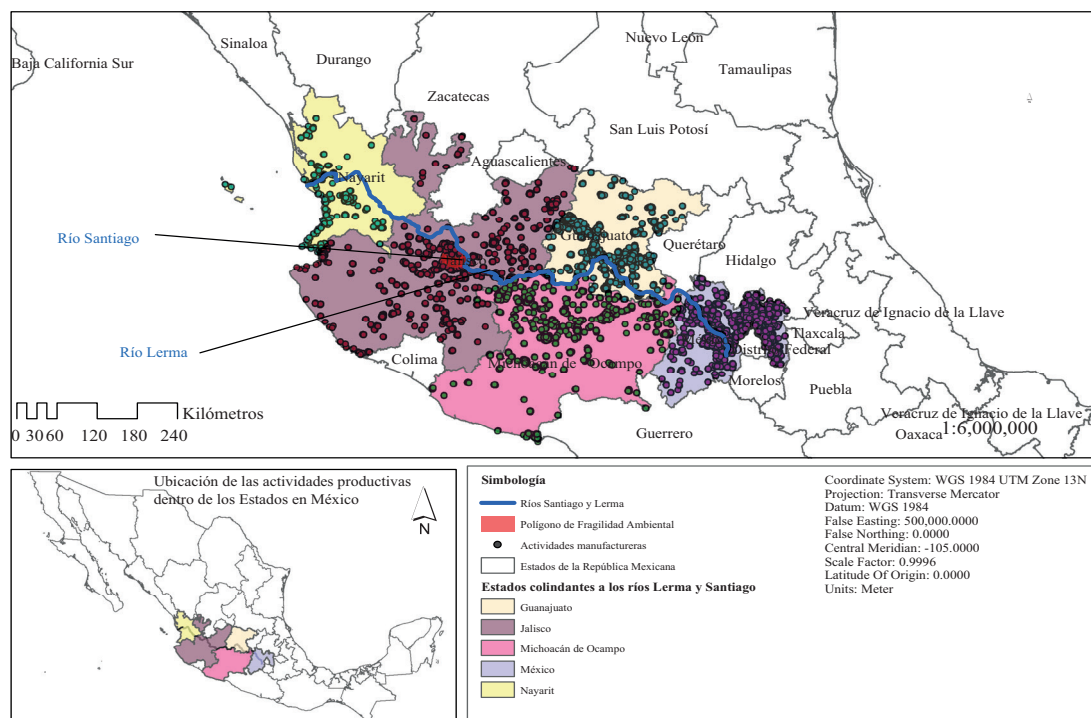 Nuevo León
Sinaloa
Durango
Baja California Sur
Tamaulipas
Zacatecas
San Luis Potosí
Aguascalientes
Nayarit
Guanajuato
Querétaro
Río Santiago
Hidalgo
Veracruz de Ignacio de la Llave
Tlaxcala
México
Distrito Federal
Río Lerma
Colima
Michoacán de Ocampo
Morelos
Puebla
Kilómetros
Guerrero
Veracruz de Ignacio de la Llave
1:6,000,000
Oaxaca
0 30 60 120 180 240
Ubicación de las actividades productivas
dentro de los Estados en México
N
Simbología
Ríos Santiago y Lerma
Polígono de Fragilidad Ambiental
Actividades manufactureras
Estados de la República Mexicana
Estados colindantes a los ríos Lerma y Santiago
Guanajuato
Jalisco
Michoacán de Ocampo
México
Nayarit
Coordinate System: WGS 1984 UTM Zone 13N
Projection: Transverse Mercator
Datum: WGS 1984
False Easting: 500,000.0000
False Northing: 0.0000
Central Meridian: -105.0000
Scale Factor: 0.9996
Latitude Of Origin: 0.0000
Units: Meter